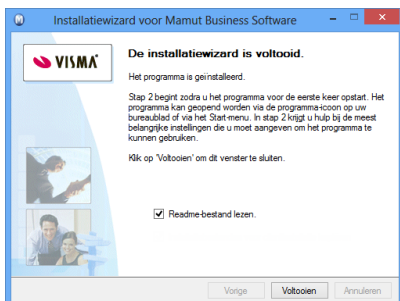 Installatiewizard voor Mamut Business Software
VISMA
De installatiewizard is voltooid.
Het programma is geïnstalleerd.
Stap 2 begint zodra u het programma voor de eerste keer opstart. Het
programma kan geopend worden via de programma-icoon op uw
bureaublad of via het Start-menu. In stap 2 krijgt u hulp bij de meest
belangrijke instellingen die u moet aangeven om het programma te
kunnen gebruiken.
Klik op 'Voltooien' om dit venster te sluiten.
Readme-bestand lezen.
Vorige
Voltooien
Annuleren